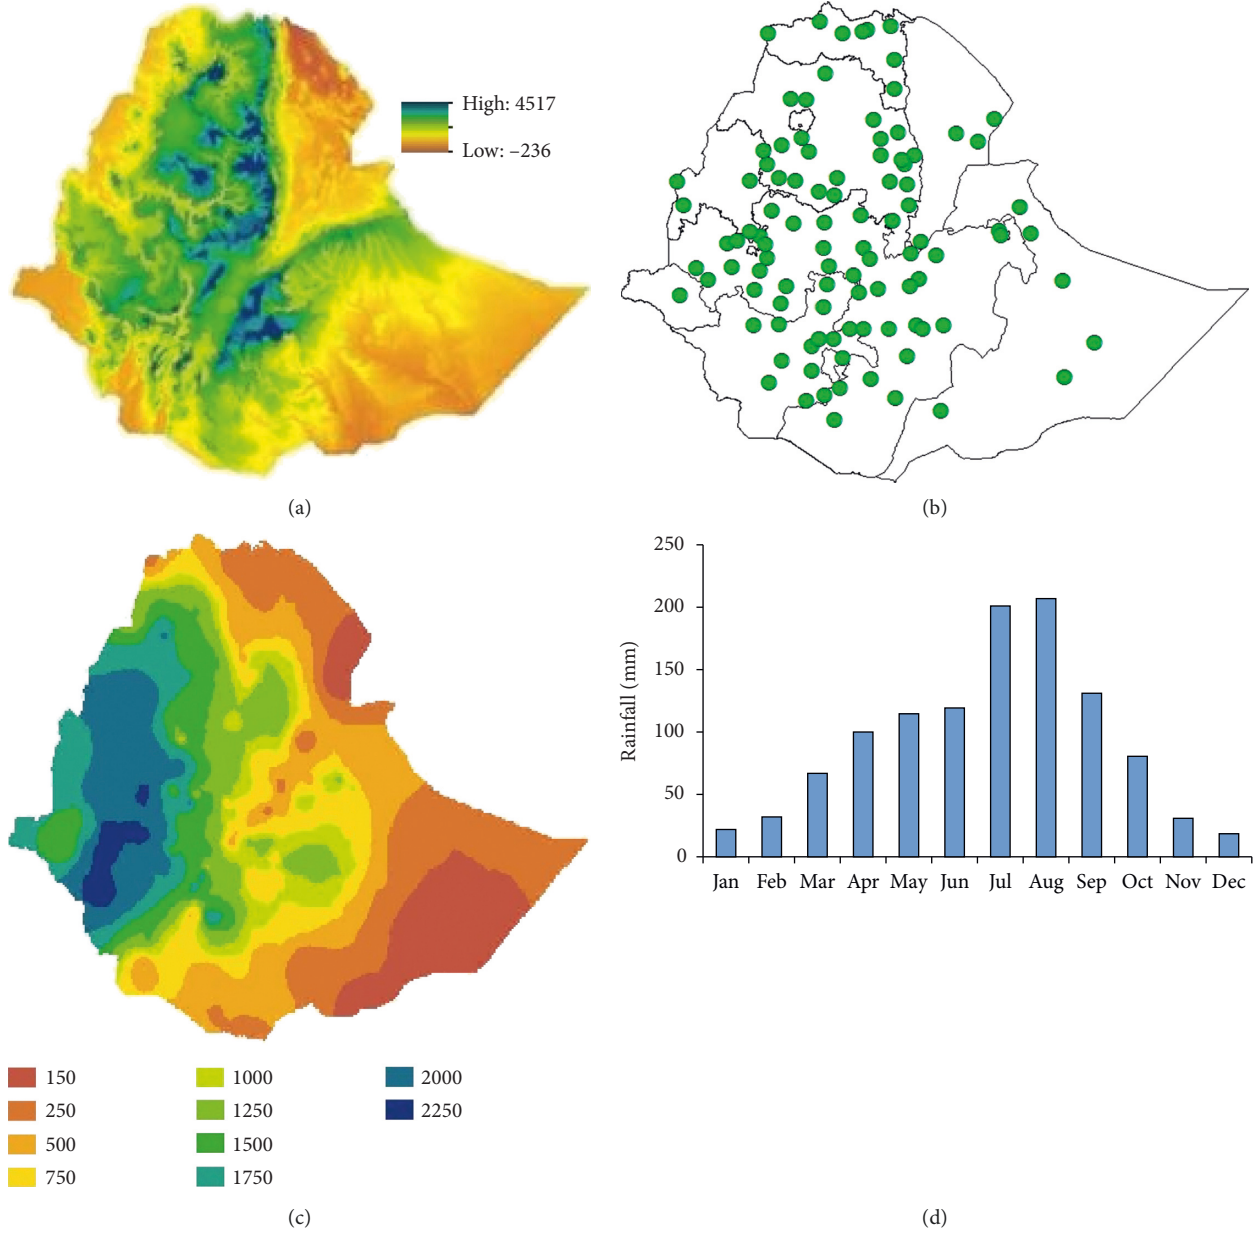 High: 4517
Low: –236
(a)
(b)
150
250
500
750
1000
1250
1500
1750
2000
2250
(c)
Rainfall (mm)
250
200
150
100
50
0
Jan Feb Mar Apr May Jun Jul Aug Sep Oct Nov Dec
(d)